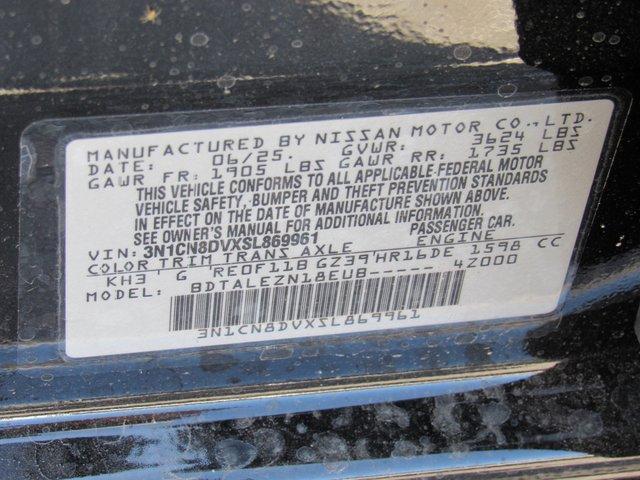 MANUFACTURED BY NISSAN MOTOR CO., LTD.
DATE: 06/25. GVWR: 3624 LBS
GAWR FR: 1905 LBS GAWR RR: 1735 LBS
THIS VEHICLE CONFORMS TO ALL APPLICABLE FEDERAL MOTOR
VEHICLE SAFETY, BUMPER AND THEFT PREVENTION STANDARDS
IN EFFECT ON THE DATE OF MANUFACTURE SHOWN ABOVE.
SEE OWNER'S MANUAL FOR ADDITIONAL INFORMATION.
VIN: 3N1CN8DVXSL869961 PASSENGER CAR.
COLOR TRIM TRANS AXLE ENGINE
KH3 G RE0F11B GZ39 HR16DE 1598 CC
MODEL: BDTALEZN18EU8----- 4Z000
3N1CN8DVXSL869961